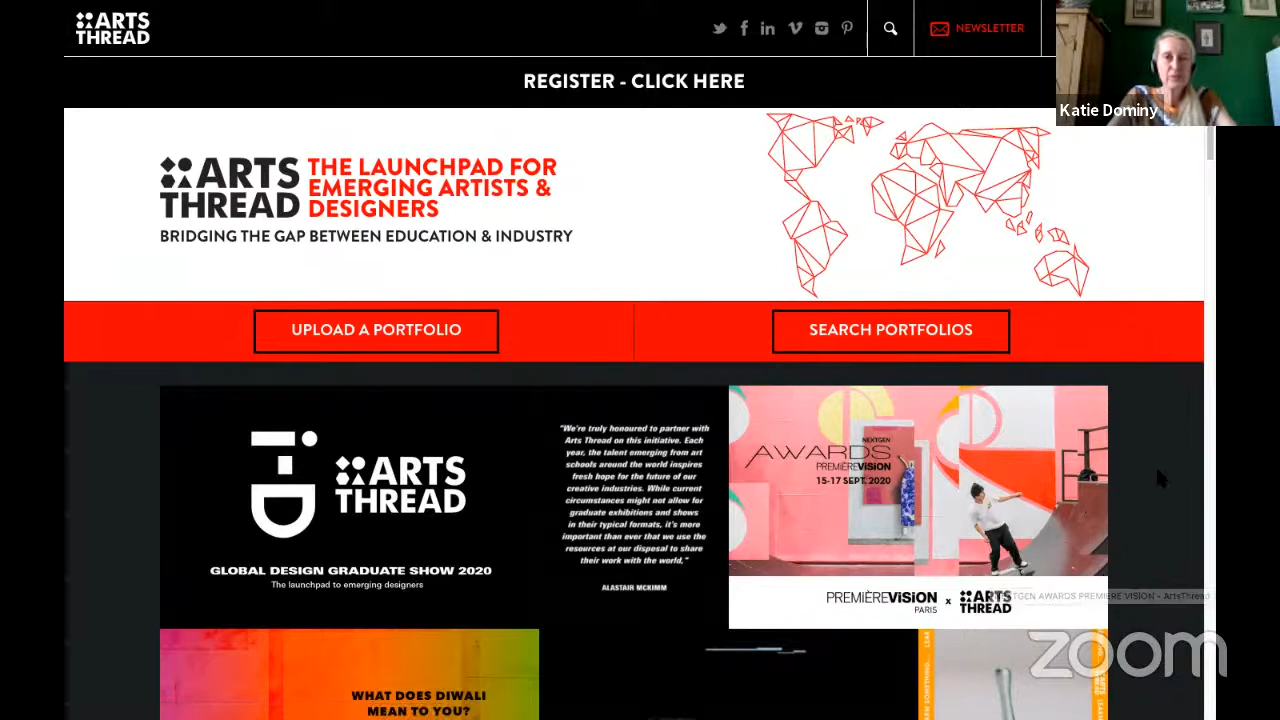 ARTS
THREAD
NEWSLETTER
Katie Dominy
REGISTER - CLICK HERE
ARTS
THREAD
THE LAUNCHPAD FOR
EMERGING ARTISTS &
DESIGNERS
BRIDGING THE GAP BETWEEN EDUCATION & INDUSTRY
UPLOAD A PORTFOLIO
SEARCH PORTFOLIOS
i-D
ARTS
THREAD
GLOBAL DESIGN GRADUATE SHOW 2020
The launchpad to emerging designers
"We're truly honoured to partner with
Arts Thread on this initiative. Each
year, the talent emerging from art
schools around the world inspires
fresh hope for the future of our
creative industries. While current
circumstances might not allow for
graduate exhibitions and shows
in their typical formats, it's more
important than ever that we use the
resources at our disposal to share
their work with the world,"
ALASTAIR MCKIMM
NEXTGEN
AWARDS
PREMIÈREVISION
15-17 SEPT. 2020
PREMIÈREVISION
PARIS
x
ARTS
THREAD
NEXTGEN AWARDS PREMIERE VISION - ArtsThread
WHAT DOES DIWALI
MEAN TO YOU?
zoom